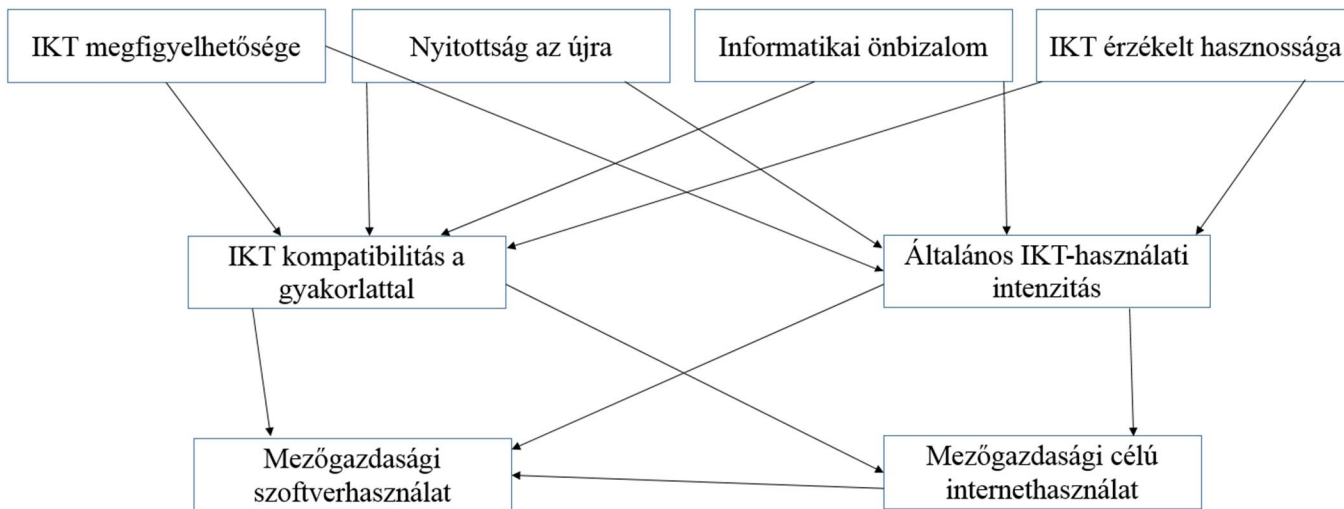 IKT megfigyelhetősége
Nyitottság az újra
Informatikai önbizalom
IKT érzékelt hasznossága
IKT kompatibilitás a
gyakorlattal
Általános IKT-használati
intenzitás
Mezőgazdasági
szoftverhasználat
Mezőgazdasági célú
internethasználat